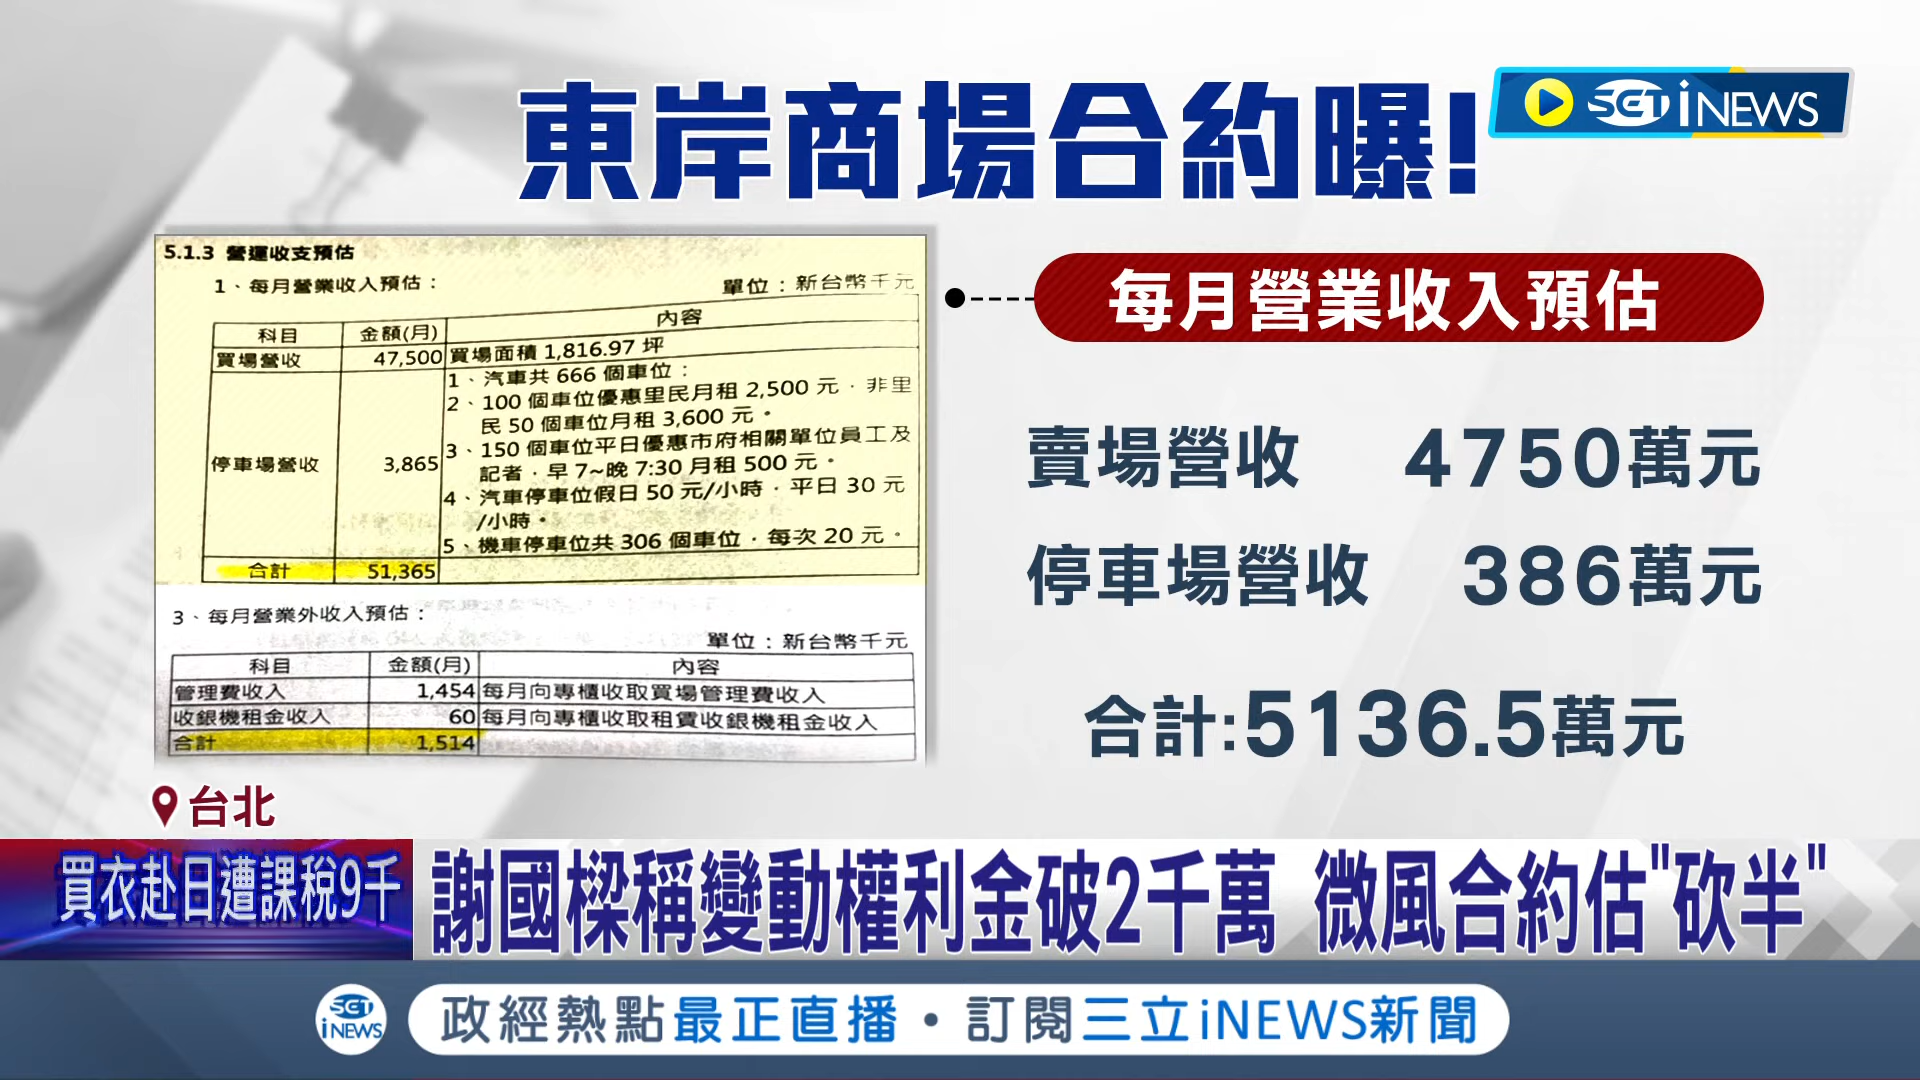 東岸商場合約曝!
SET iNEWS
5.1.3 營運收支預估
1、每月營業收入預估：
單位：新台幣千元
科目 金額(月) 內容
買場營收 47,500 買場面積 1,816.97 坪
停車場營收 3,865
1、汽車共 666 個車位：
2、100 個車位優惠里民月租 2,500 元，非里
民 50 個車位月租 3,600 元。
3、150 個車位平日優惠市府相關單位員工及
記者，早 7~晚 7:30 月租 500 元。
4、汽車停車位假日 50 元/小時，平日 30 元
/小時。
5、機車停車位共 306 個車位，每次 20 元。
合計 51,365
3、每月營業外收入預估：
單位：新台幣千元
科目 金額(月) 內容
管理費收入 1,454 每月向專櫃收取買場管理費收入
收銀機租金收入 60 每月向專櫃收取租賃收銀機租金收入
合計 1,514
每月營業收入預估
賣場營收 4750萬元
停車場營收 386萬元
合計:5136.5萬元
台北
買衣赴日遭課稅9千
謝國樑稱變動權利金破2千萬 微風合約估"砍半"
SET iNEWS
政經熱點最正直播・訂閱三立iNEWS新聞